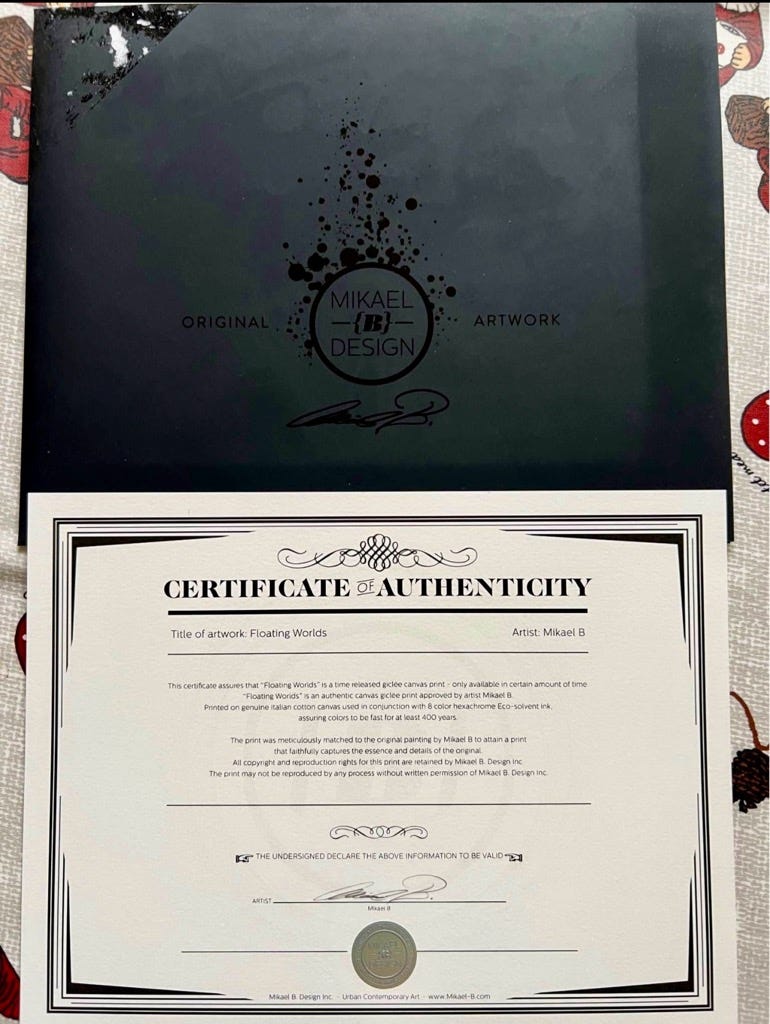 MIKAEL
ORIGINAL {B} ARTWORK
DESIGN
Mikael B.
CERTIFICATE OF AUTHENTICITY
Title of artwork: Floating Worlds Artist: Mikael B
This certificate assures that "Floating Worlds" is a time released giclée canvas print - only available in certain amount of time
"Floating Worlds" is an authentic canvas giclée print approved by artist Mikael B.
Printed on genuine italian cotton canvas used in conjunction with 8 color hexachrome Eco-solvent ink,
assuring colors to be fast for at least 400 years.
The print was meticulously matched to the original painting by Mikael B to attain a print
that faithfully captures the essence and details of the original.
All copyright and reproduction rights for this print are retained by Mikael B. Design Inc
The print may not be reproduced by any process without written permission of Mikael B. Design Inc.
THE UNDERSIGNED DECLARE THE ABOVE INFORMATION TO BE VALID
ARTIST Mikael B.
Mikael B
MIKAEL
{B}
DESIGN
Mikael B. Design Inc. · Urban Contemporary Art · www.Mikael-B.com